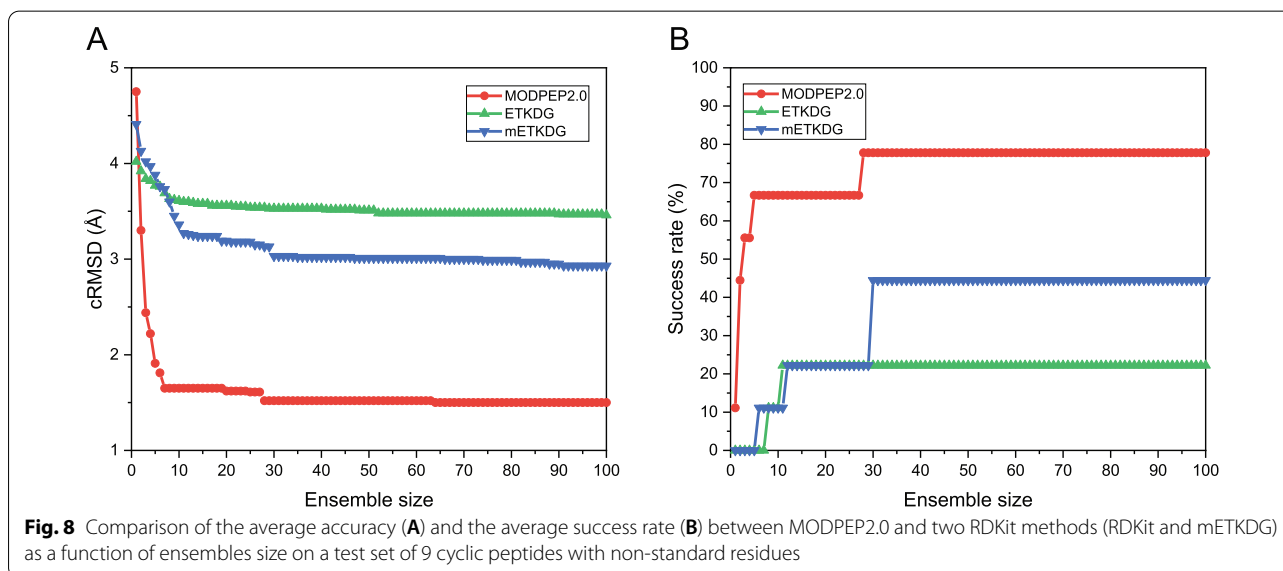 A
5
4
3
2
1
cRMSD (Å)
0 10 20 30 40 50 60 70 80 90 100
Ensemble size
MODPEP2.0
ETKDG
mETKDG
B
100
90
80
70
60
50
40
30
20
10
0
Success rate (%)
0 10 20 30 40 50 60 70 80 90 100
Ensemble size
MODPEP2.0
ETKDG
mETKDG
Fig. 8 Comparison of the average accuracy (A) and the average success rate (B) between MODPEP2.0 and two RDKit methods (RDKit and mETKDG)
as a function of ensembles size on a test set of 9 cyclic peptides with non-standard residues